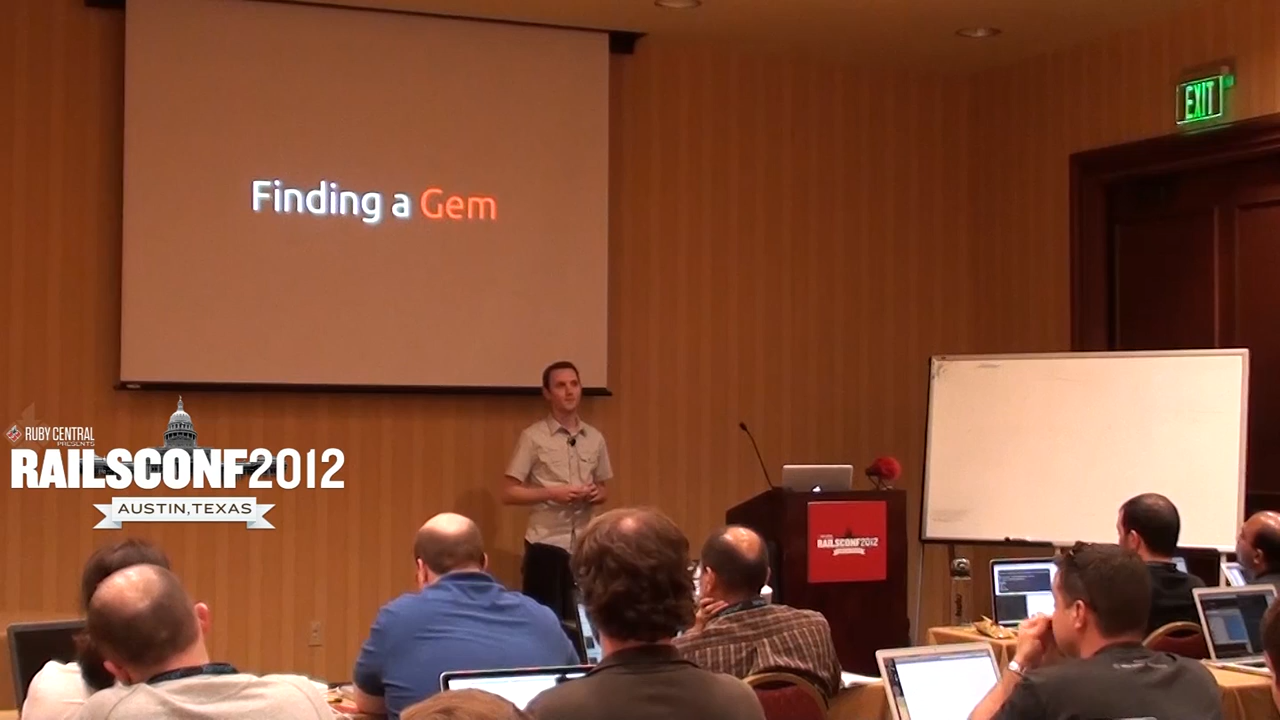 Finding a Gem
EXIT
RUBY CENTRAL
PRESENTS
RAILSCONF2012
AUSTIN, TEXAS
RAILSCONF2012